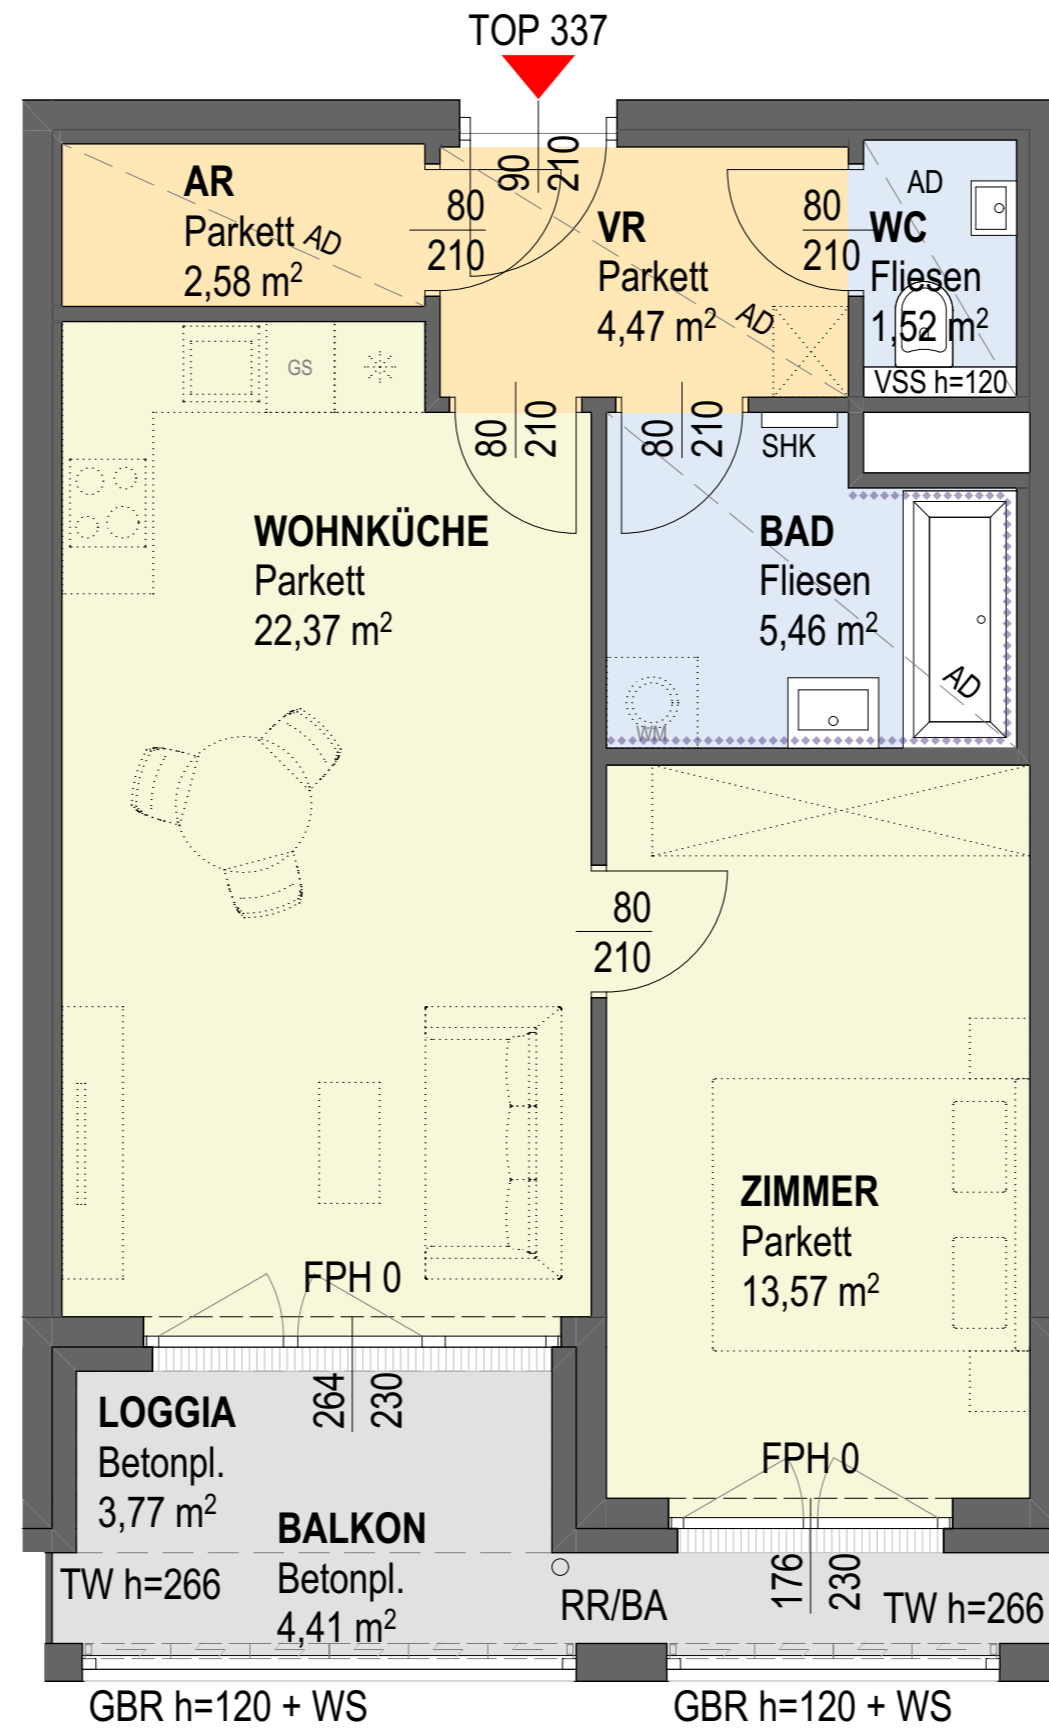 TOP 337
90
210
AR
Parkett
2,58 m²
AD
80
210
VR
Parkett
4,47 m²
AD
80
210
AD
WC
Fliesen
1,52 m²
VSS h=120
GS
80
210
80
210
SHK
WOHNKÜCHE
Parkett
22,37 m²
BAD
Fliesen
5,46 m²
AD
WM
80
210
ZIMMER
Parkett
13,57 m²
FPH 0
264
230
LOGGIA
Betonpl.
3,77 m²
FPH 0
176
230
BALKON
Betonpl.
4,41 m²
TW h=266
RR/BA
TW h=266
GBR h=120 + WS
GBR h=120 + WS